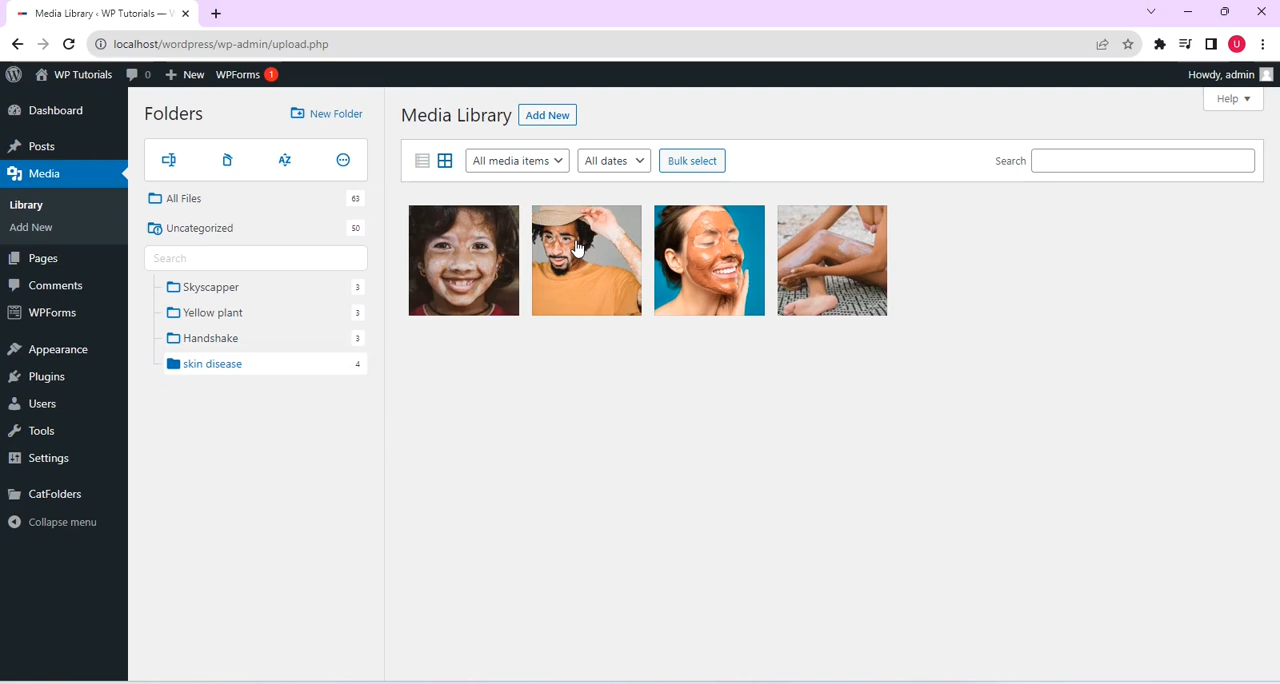 Media Library ‹ WP Tutorials — 
localhost/wordpress/wp-admin/upload.php
U
WP Tutorials 0 New WPForms 1 Howdy, admin
Help
Dashboard
Posts
Media
Library
Add New
Pages
Comments
WPForms
Appearance
Plugins
Users
Tools
Settings
CatFolders
Collapse menu
Folders New Folder
AZ
All Files 63
Uncategorized 50
Search
Skyscapper 3
Yellow plant 3
Handshake 3
skin disease 4
Media Library Add New
All media items All dates Bulk select Search